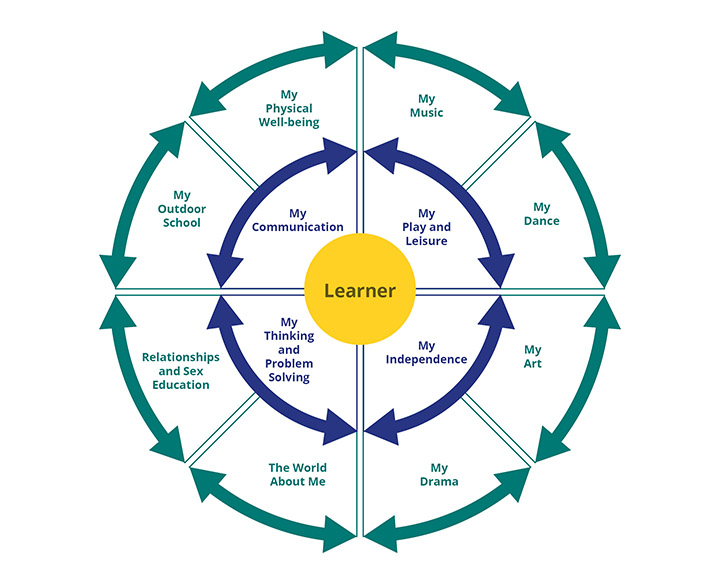 My
Physical
Well-being
My
Music
My
Outdoor
School
My
Communication
My
Play and
Leisure
My
Dance
Learner
Relationships
and Sex
Education
My
Thinking
and
Problem
Solving
My
Independence
My
Art
The World
About Me
My
Drama